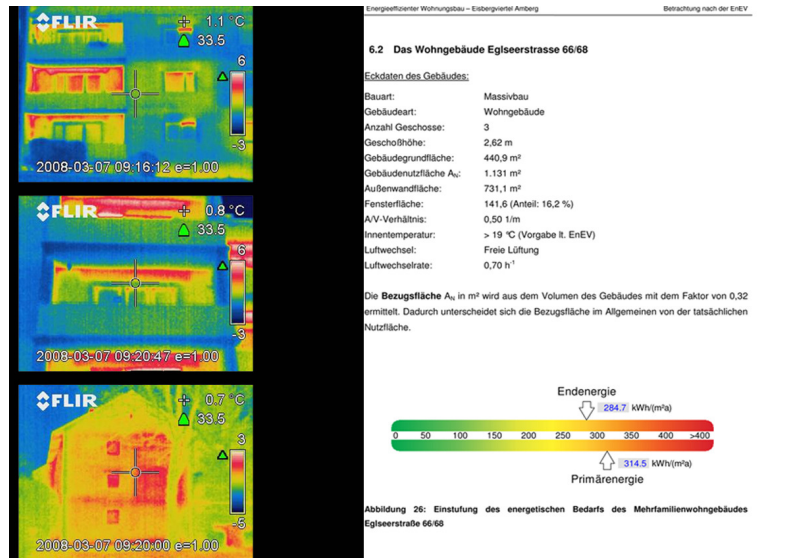 FLIR
1.1 °C
33.5
6
-3
2008-03-07 09:16:12 e=1.00
FLIR
0.8 °C
33.5
6
-3
2008-03-07 09:20:47 e=1.00
FLIR
0.7 °C
33.5
3
-5
2008-03-07 09:20:00 e=1.00
Energieeffizienter Wohnungsbau – Eisbergviertel Amberg Betrachtung nach der EnEV
6.2 Das Wohngebäude Eglseerstrasse 66/68
Eckdaten des Gebäudes:
Bauart: Massivbau
Gebäudeart: Wohngebäude
Anzahl Geschosse: 3
Geschoßhöhe: 2,62 m
Gebäudegrundfläche: 440,9 m²
Gebäudenutzfläche AN: 1.131 m²
Außenwandfläche: 731,1 m²
Fensterfläche: 141,6 (Anteil: 16,2 %)
A/V-Verhältnis: 0,50 1/m
Innentemperatur: > 19 °C (Vorgabe lt. EnEV)
Luftwechsel: Freie Lüftung
Luftwechselrate: 0,70 h⁻¹
Die Bezugsfläche AN in m² wird aus dem Volumen des Gebäudes mit dem Faktor von 0,32
ermittelt. Dadurch unterscheidet sich die Bezugsfläche im Allgemeinen von der tatsächlichen
Nutzfläche.
Endenergie
284.7 kWh/(m²a)
0 50 100 150 200 250 300 350 400 >400
314.5 kWh/(m²a)
Primärenergie
Abbildung 26: Einstufung des energetischen Bedarfs des Mehrfamilienwohngebäudes
Eglseerstraße 66/68